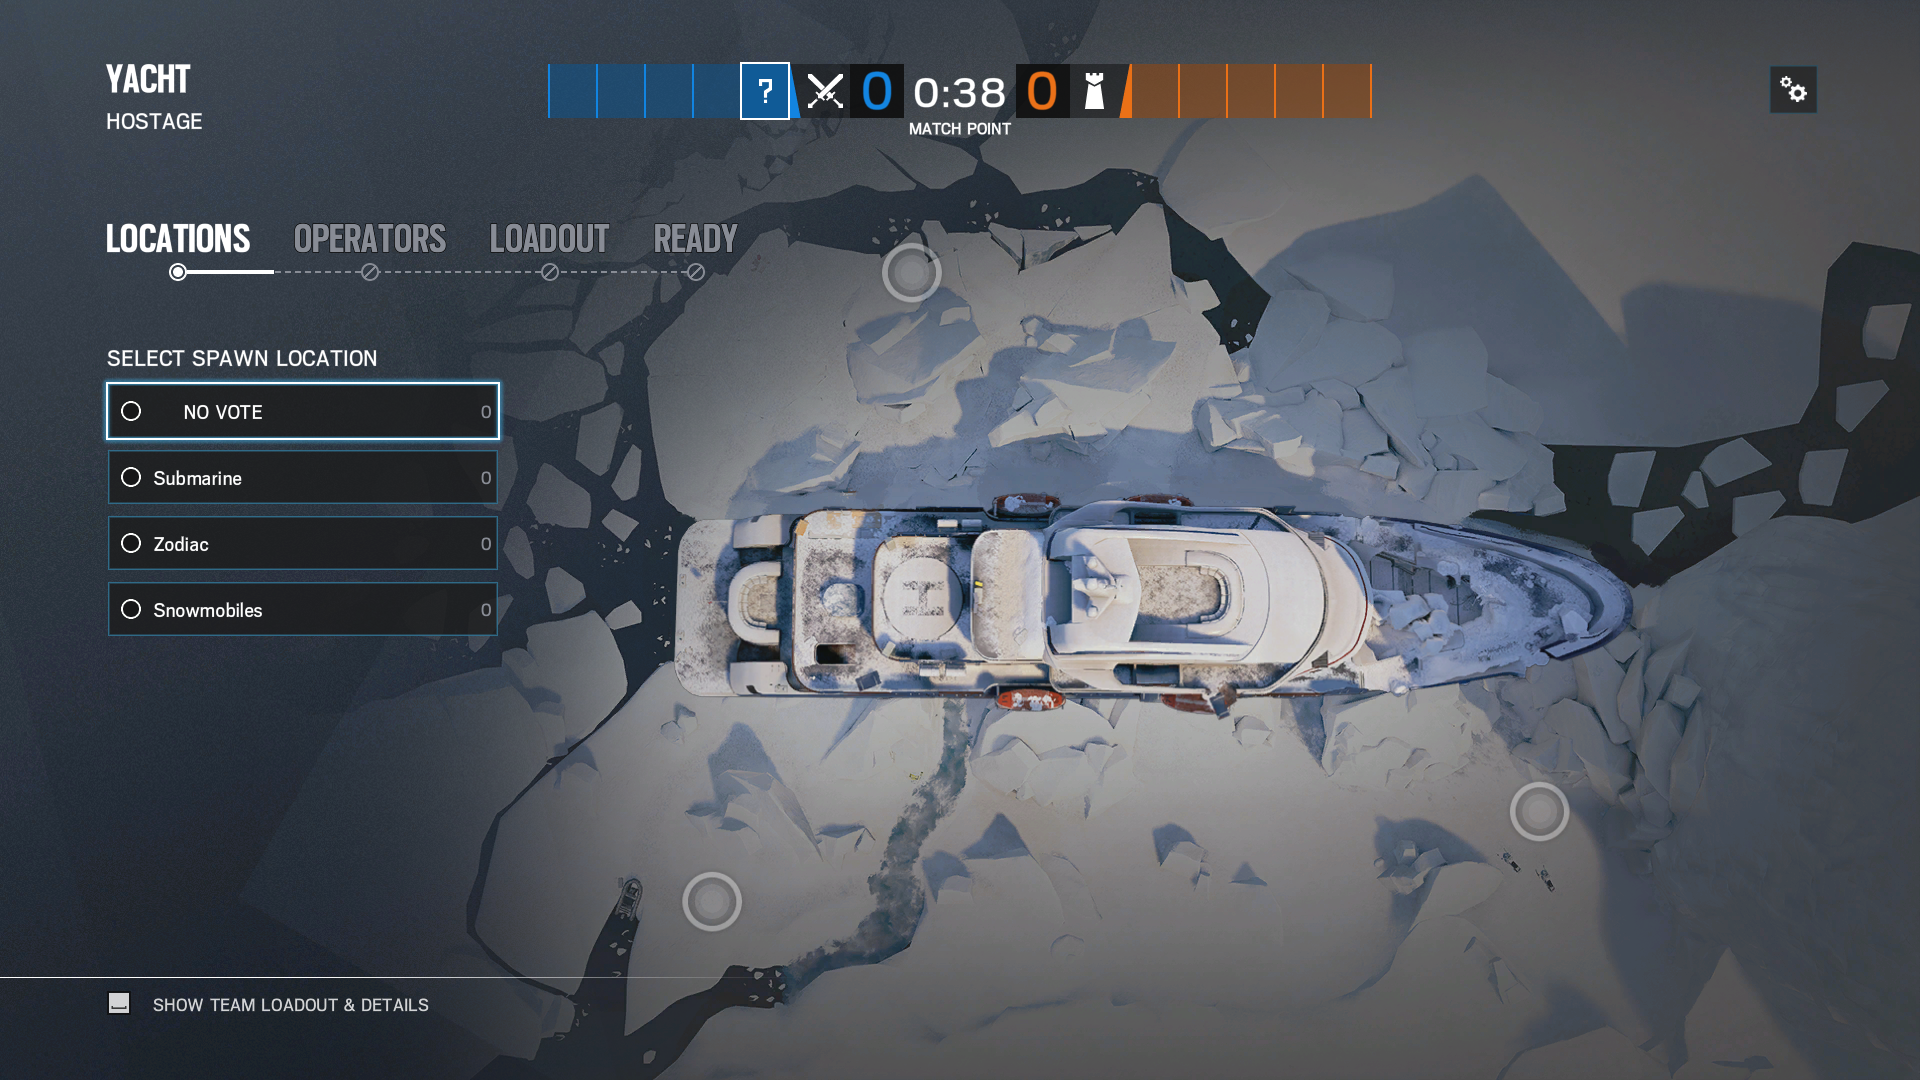 YACHT
HOSTAGE
?
0
0:38
0
MATCH POINT
LOCATIONS
OPERATORS
LOADOUT
READY
SELECT SPAWN LOCATION
NO VOTE 0
Submarine 0
Zodiac 0
Snowmobiles 0
H
SHOW TEAM LOADOUT & DETAILS